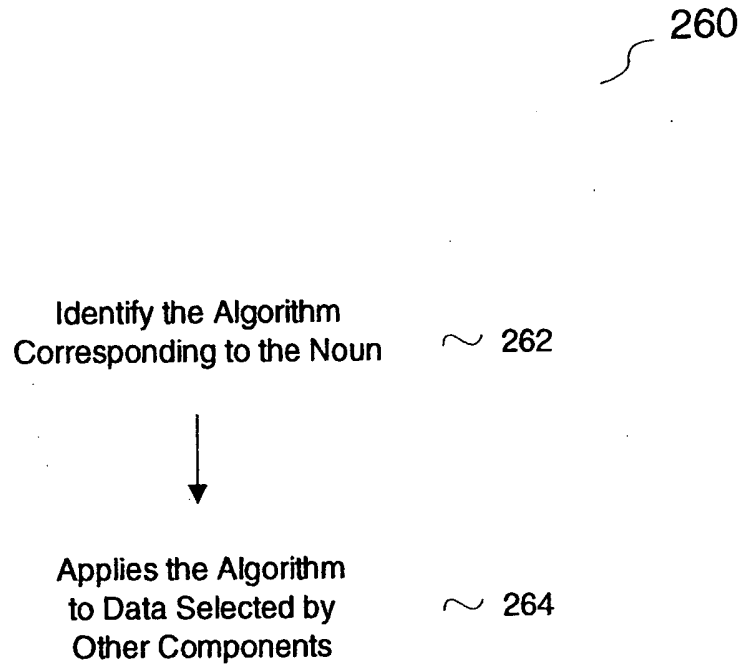 260
Identify the Algorithm
Corresponding to the Noun
262
Applies the Algorithm
to Data Selected by
Other Components
264